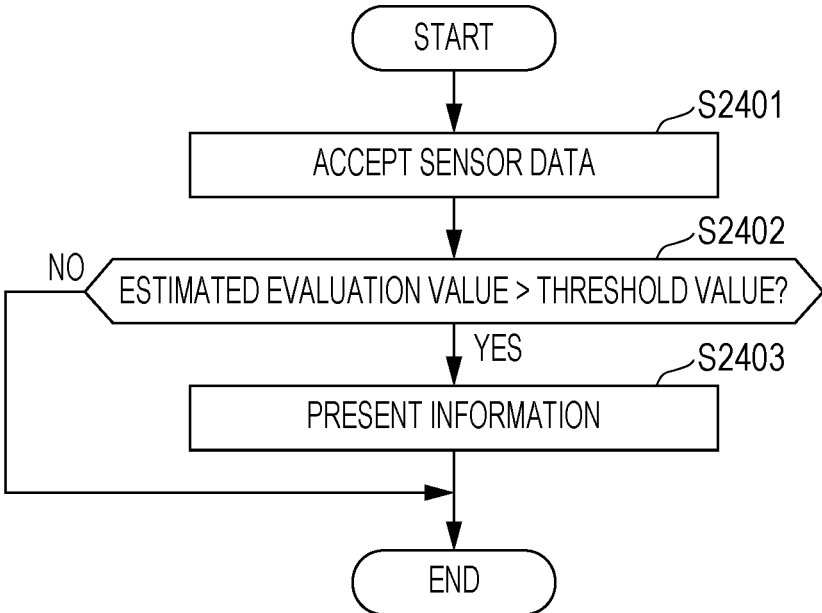 START
S2401
ACCEPT SENSOR DATA
S2402
NO
ESTIMATED EVALUATION VALUE > THRESHOLD VALUE?
YES
S2403
PRESENT INFORMATION
END